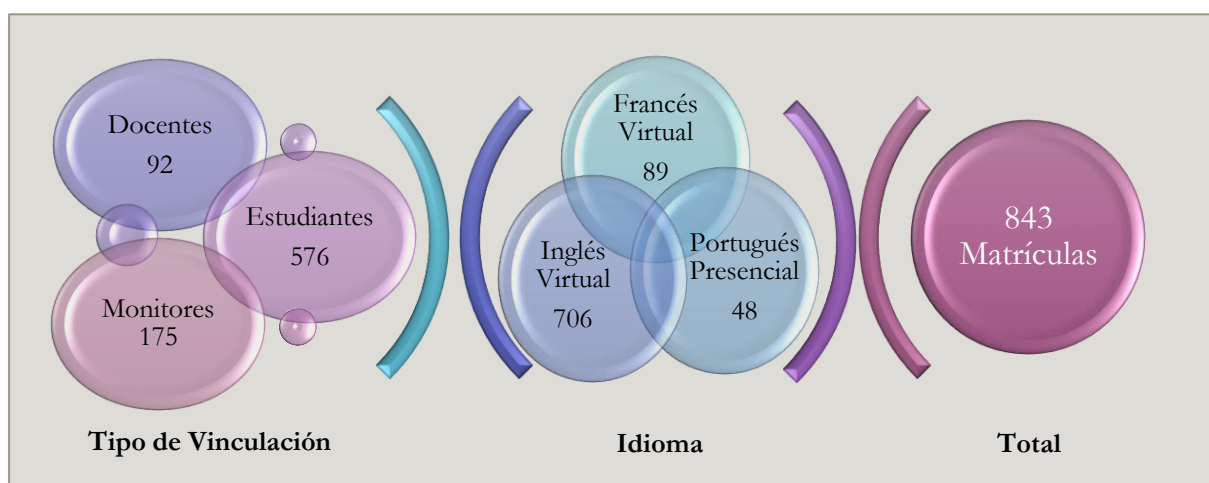 Docentes
92
Estudiantes
576
Monitores
175
Tipo de Vinculación
Francés
Virtual
89
Inglés
Virtual
706
Portugués
Presencial
48
Idioma
843
Matrículas
Total